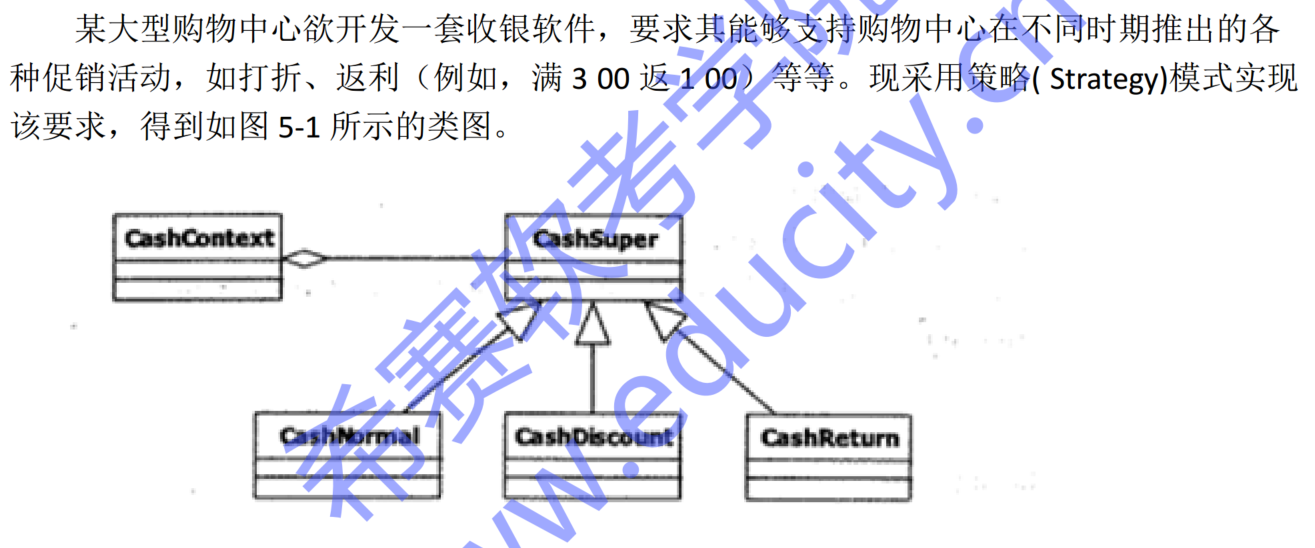 某大型购物中心欲开发一套收银软件，要求其能够支持购物中心在不同时期推出的各
种促销活动，如打折、返利（例如，满 3 00 返 1 00）等等。现采用策略( Strategy)模式实现
该要求，得到如图 5-1 所示的类图。
CashContext
CashSuper
CashNormal
CashDiscount
CashReturn
希赛软考学院
www.educity.cn